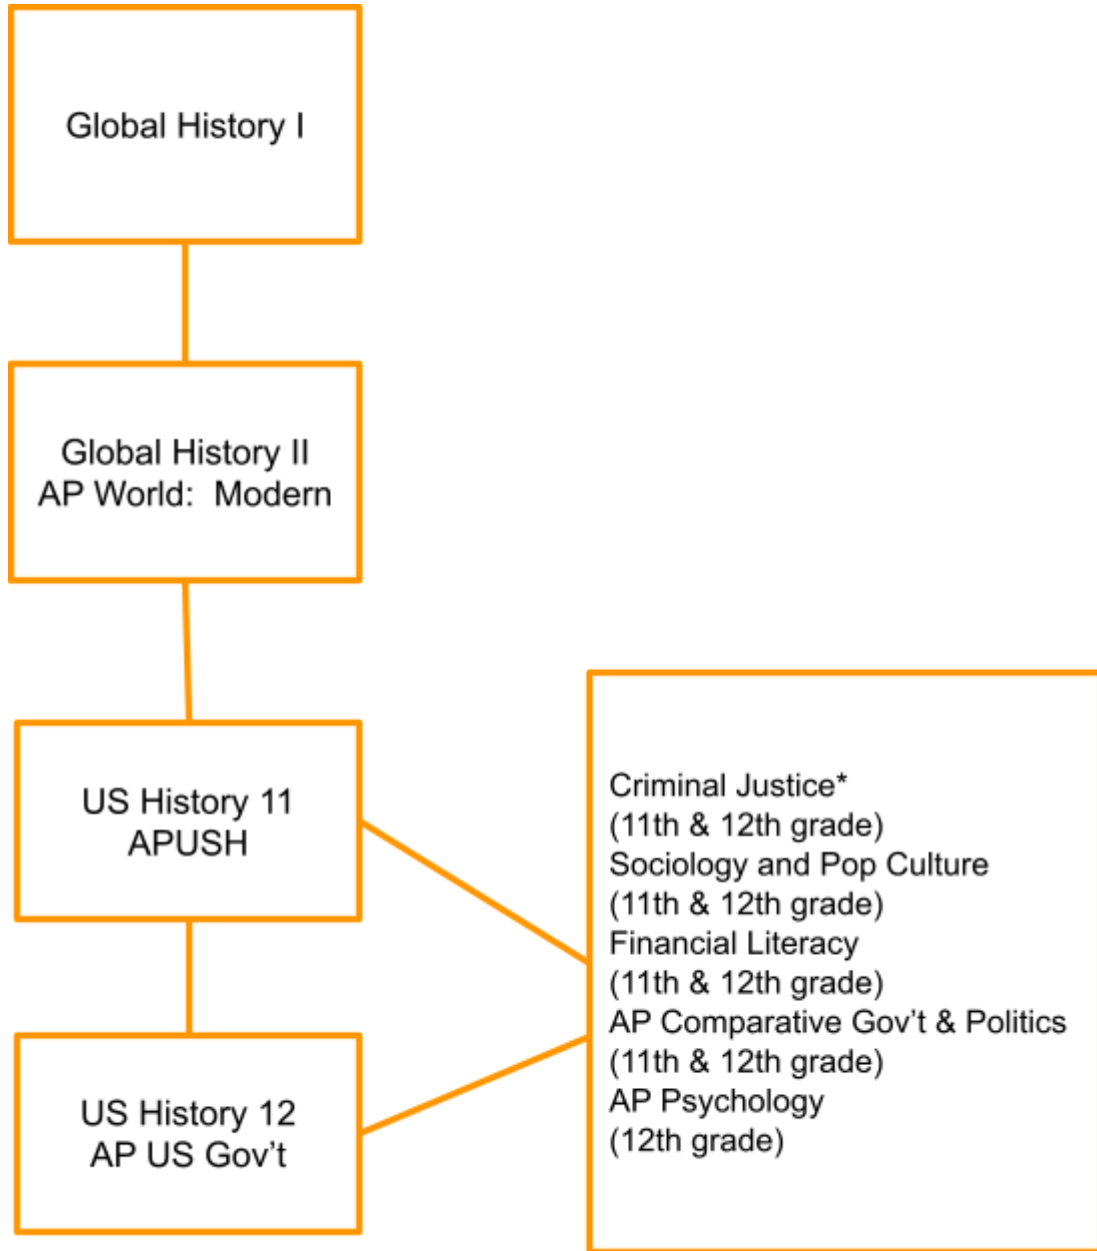 Global History I
Global History II
AP World:  Modern
US History 11
APUSH
US History 12
AP US Gov’t
Criminal Justice*
(11th & 12th grade)
Sociology and Pop Culture
(11th & 12th grade)
Financial Literacy
(11th & 12th grade)
AP Comparative Gov’t & Politics
(11th & 12th grade)
AP Psychology
(12th grade)